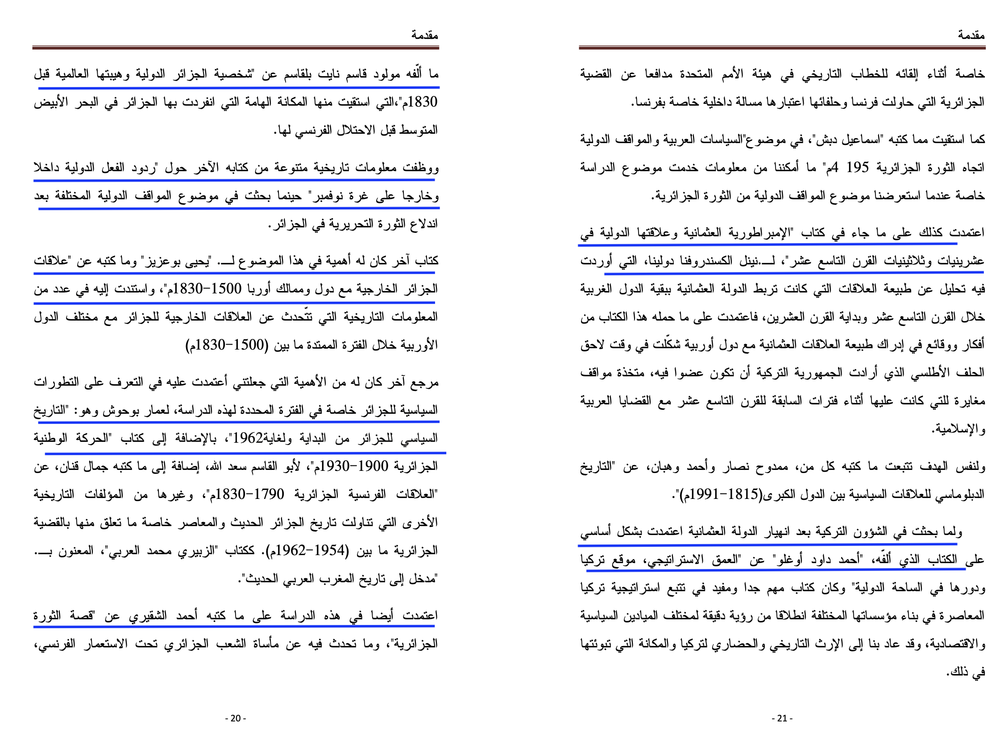 مقدمة
ما ألّفه مولود قاسم نايت بلقاسم عن "شخصية الجزائر الدولية وهيبتها العالمية قبل
1830م"،التي استقيت منها المكانة الهامة التي انفردت بها الجزائر في البحر الأبيض
المتوسط قبل الاحتلال الفرنسي لها.
ووظفت معلومات تاريخية متنوعة من كتابه الآخر حول "ردود الفعل الدولية داخلا
وخارجا على غرة نوفمبر" حينما بحثت في موضوع المواقف الدولية المختلفة بعد
اندلاع الثورة التحريرية في الجزائر.
كتاب آخر كان له أهمية في هذا الموضوع لـــ. "يحيى بوعزيز" وما كتبه عن "علاقات
الجزائر الخارجية مع دول وممالك أوربا 1500–1830م"، واستندت إليه في عدد من
المعلومات التاريخية التي تتّحدث عن العلاقات الخارجية للجزائر مع مختلف الدول
الأوربية خلال الفترة الممتدة ما بين (1500–1830م)
مرجع آخر كان له من الأهمية التي جعلتني أعتمدت عليه في التعرف على التطورات
السياسية للجزائر خاصة في الفترة المحددة لهذه الدراسة، لعمار بوحوش وهو: "التاريخ
السياسي للجزائر من البداية ولغاية1962"، بالإضافة إلى كتاب "الحركة الوطنية
الجزائرية 1900–1930م"، لأبو القاسم سعد الله، إضافة إلى ما كتبه جمال قنان، عن
"العلاقات الفرنسية الجزائرية 1790–1830م"، وغيرها من المؤلفات التاريخية
الأخرى التي تناولت تاريخ الجزائر الحديث والمعاصر خاصة ما تعلق منها بالقضية
الجزائرية ما بين (1954–1962م). ككتاب "الزبيري محمد العربي"، المعنون بـــ.
"مدخل إلى تاريخ المغرب العربي الحديث".
اعتمدت أيضا في هذه الدراسة على ما كتبه أحمد الشقيري عن "قصة الثورة
الجزائرية"، وما تحدث فيه عن مأساة الشعب الجزائري تحت الاستعمار الفرنسي،
- 20 -
مقدمة
خاصة أثناء إلقائه للخطاب التاريخي في هيئة الأمم المتحدة مدافعا عن القضية
الجزائرية التي حاولت فرنسا وحلفائها اعتبارها مسالة داخلية خاصة بفرنسا.
كما استقيت مما كتبه "اسماعيل دبش"، في موضوع"السياسات العربية والمواقف الدولية
اتجاه الثورة الجزائرية 195 4م" ما أمكننا من معلومات خدمت موضوع الدراسة
خاصة عندما استعرضنا موضوع المواقف الدولية من الثورة الجزائرية.
اعتمدت كذلك على ما جاء في كتاب "الإمبراطورية العثمانية وعلاقتها الدولية في
عشرينيات وثلاثينيات القرن التاسع عشر"، لـــ.نينل الكسندروفنا دولينا، التي أوردت
فيه تحليل عن طبيعة العلاقات التي كانت تربط الدولة العثمانية ببقية الدول الغربية
خلال القرن التاسع عشر وبداية القرن العشرين، فاعتمدت على ما حمله هذا الكتاب من
أفكار ووقائع في إدراك طبيعة العلاقات العثمانية مع دول أوربية شكّلت في وقت لاحق
الحلف الأطلسي الذي أرادت الجمهورية التركية أن تكون عضوا فيه، متخذة مواقف
مغايرة للتي كانت عليها أثناء فترات السابقة للقرن التاسع عشر مع القضايا العربية
والإسلامية.
ولنفس الهدف تتبعت ما كتبه كل من، ممدوح نصار وأحمد وهبان، عن "التاريخ
الدبلوماسي للعلاقات السياسية بين الدول الكبرى(1815–1991م)".
ولما بحثت في الشؤون التركية بعد انهيار الدولة العثمانية اعتمدت بشكل أساسي
على الكتاب الذي ألفّه، "أحمد داود أوغلو" عن "العمق الاستراتيجي، موقع تركيا
ودورها في الساحة الدولية" وكان كتاب مهم جدا ومفيد في تتبع استراتيجية تركيا
المعاصرة في بناء مؤسساتها المختلفة انطلاقا من رؤية دقيقة لمختلف الميادين السياسية
والاقتصادية، وقد عاد بنا إلى الإرث التاريخي والحضاري لتركيا والمكانة التي تبوئتها
في ذلك.
- 21 -